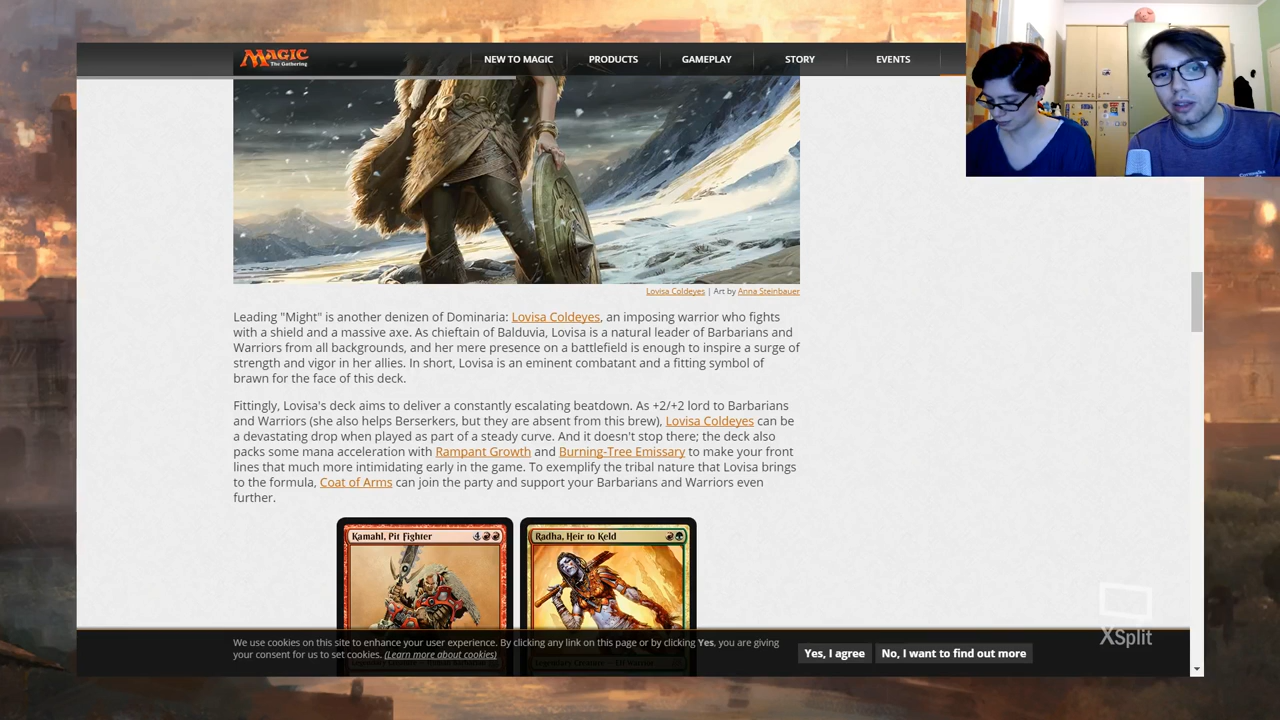 MAGIC
The Gathering
NEW TO MAGIC
PRODUCTS
GAMEPLAY
STORY
EVENTS
Lovisa Coldeyes | Art by Anna Steinbauer
Leading "Might" is another denizen of Dominaria: Lovisa Coldeyes, an imposing warrior who fights
with a shield and a massive axe. As chieftain of Balduvia, Lovisa is a natural leader of Barbarians and
Warriors from all backgrounds, and her mere presence on a battlefield is enough to inspire a surge of
strength and vigor in her allies. In short, Lovisa is an eminent combatant and a fitting symbol of
brawn for the face of this deck.
Fittingly, Lovisa's deck aims to deliver a constantly escalating beatdown. As +2/+2 lord to Barbarians
and Warriors (she also helps Berserkers, but they are absent from this brew), Lovisa Coldeyes can be
a devastating drop when played as part of a steady curve. And it doesn't stop there; the deck also
packs some mana acceleration with Rampant Growth and Burning-Tree Emissary to make your front
lines that much more intimidating early in the game. To exemplify the tribal nature that Lovisa brings
to the formula, Coat of Arms can join the party and support your Barbarians and Warriors even
further.
Kamahl, Pit Fighter 4
Radha, Heir to Keld
We use cookies on this site to enhance your user experience. By clicking any link on this page or by clicking Yes, you are giving
your consent for us to set cookies. (Learn more about cookies)
Yes, I agree
No, I want to find out more
XSplit